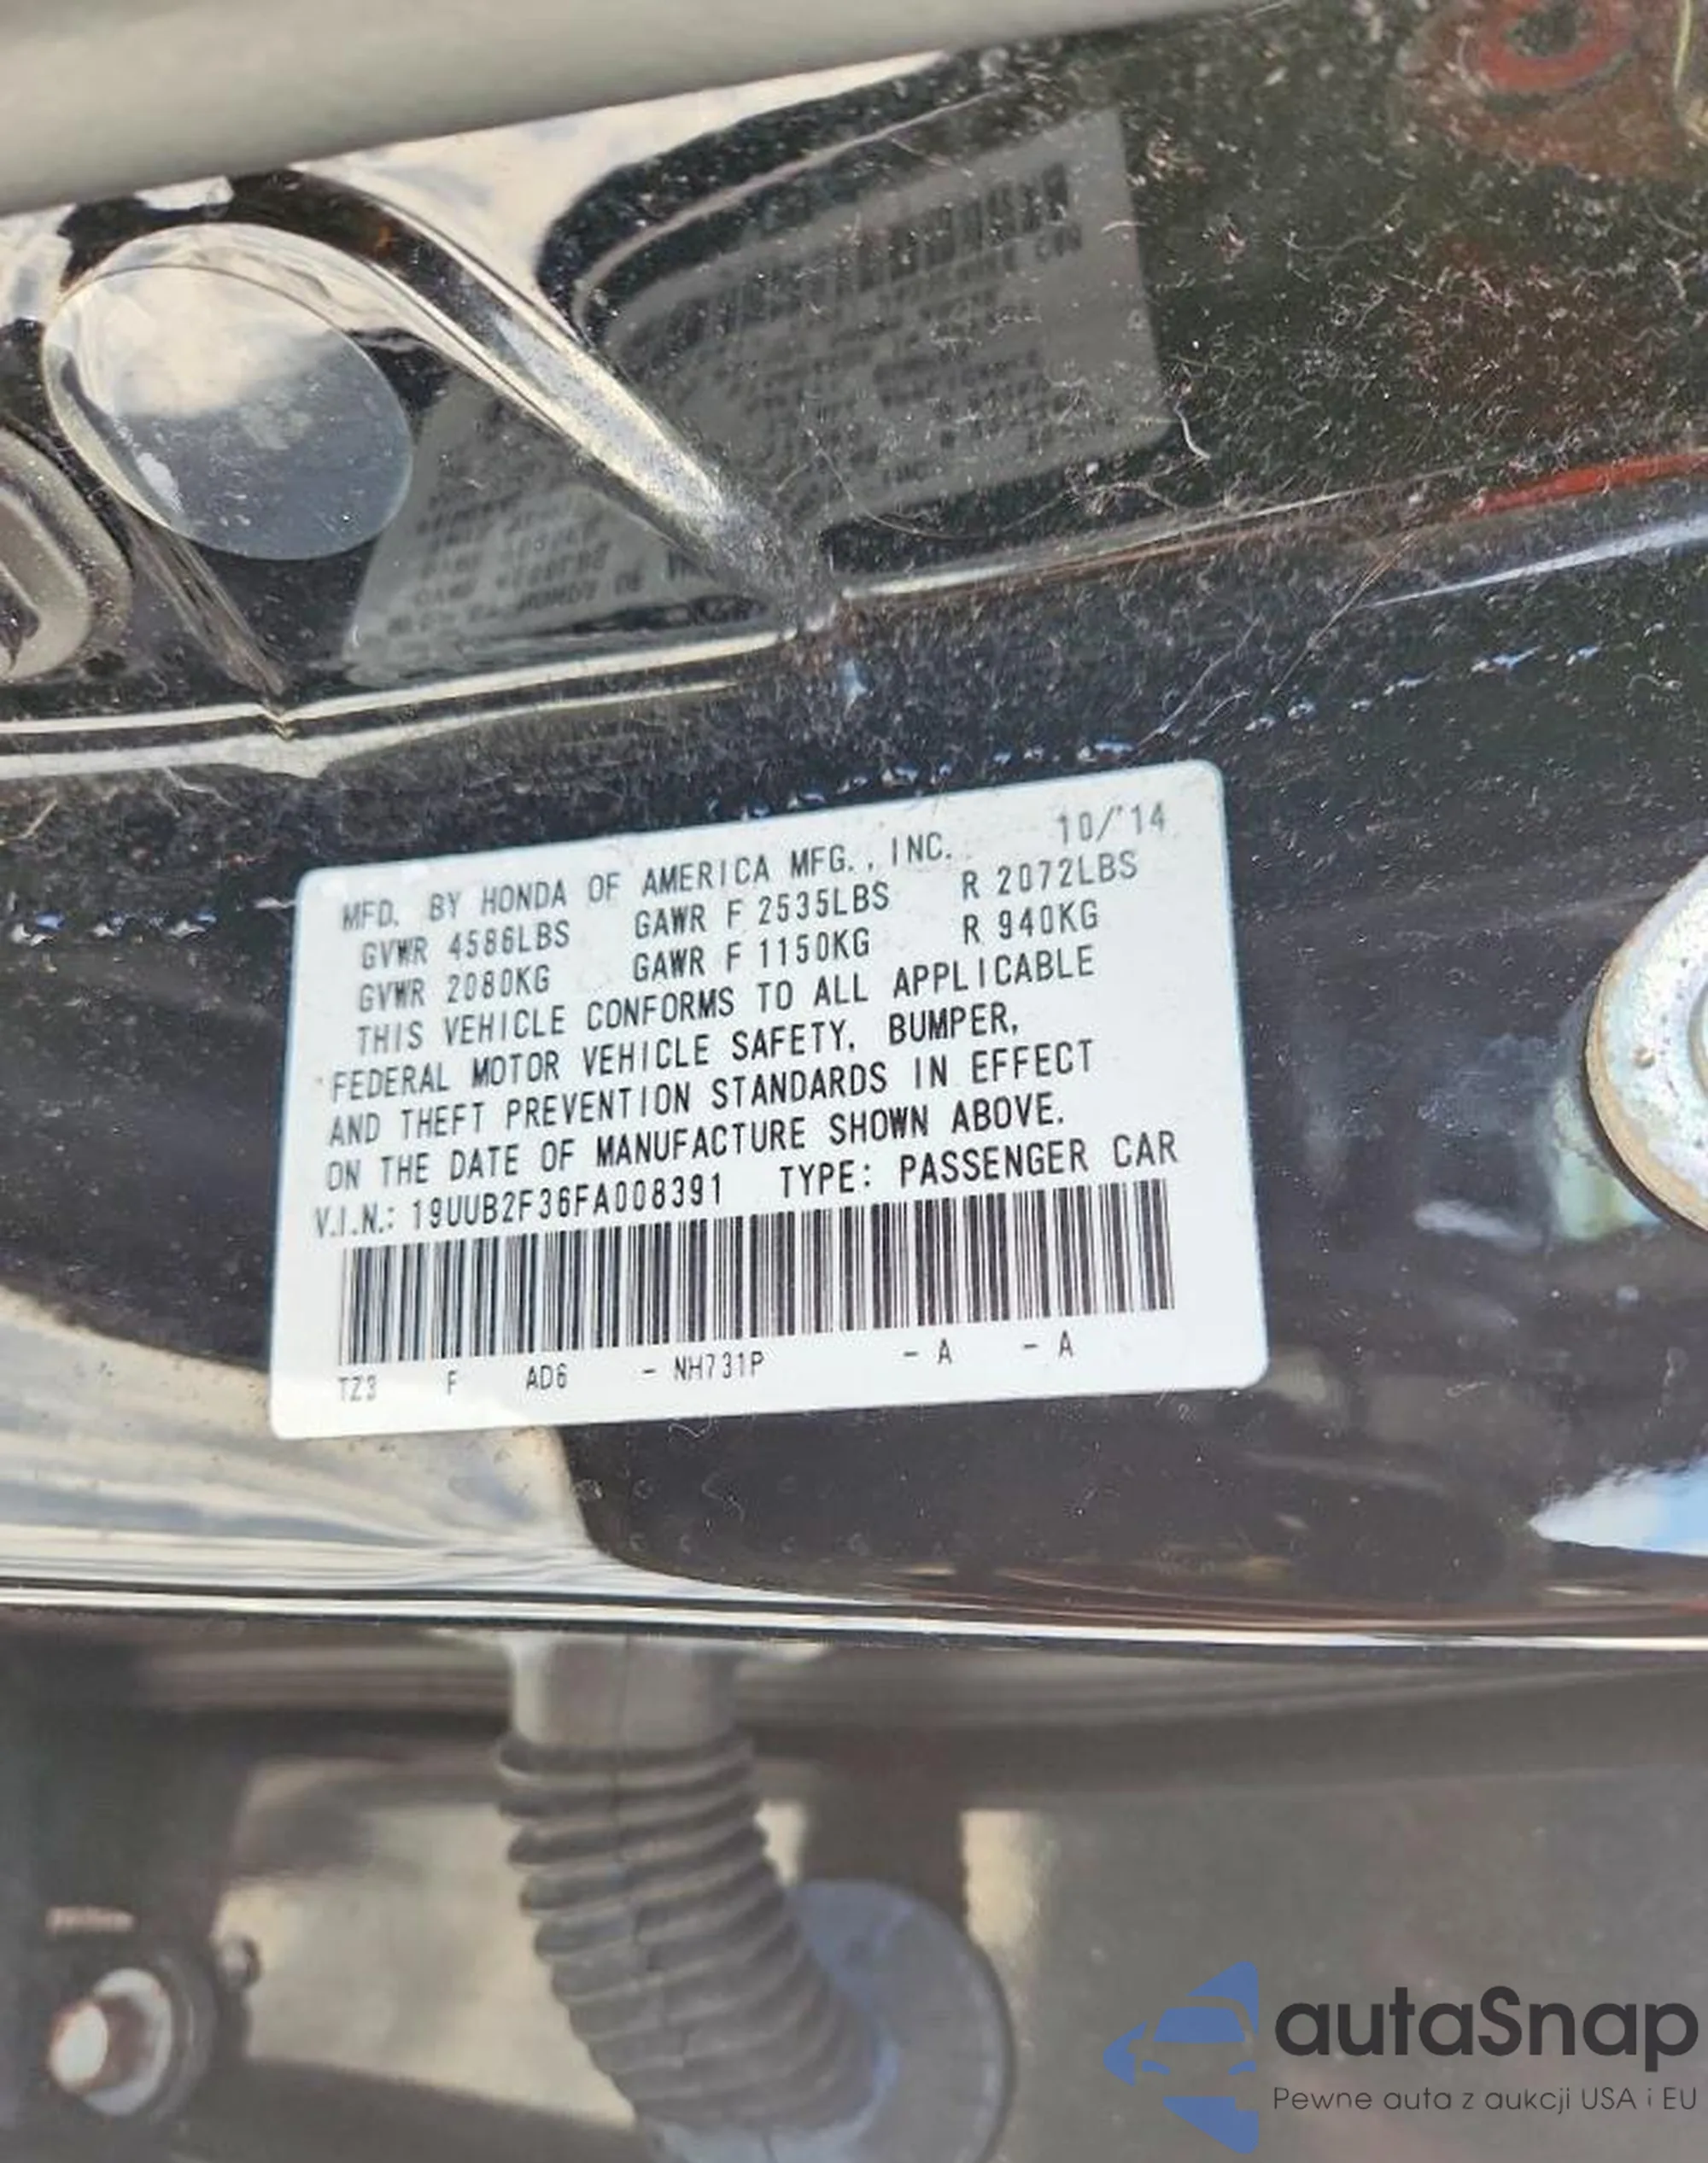 MFD. BY HONDA OF AMERICA MFG., INC. 10/'14
GVWR 4586LBS GAWR F 2535LBS R 2072LBS
GVWR 2080KG GAWR F 1150KG R 940KG
THIS VEHICLE CONFORMS TO ALL APPLICABLE
FEDERAL MOTOR VEHICLE SAFETY, BUMPER,
AND THEFT PREVENTION STANDARDS IN EFFECT
ON THE DATE OF MANUFACTURE SHOWN ABOVE.
V.I.N.: 19UUB2F36FA008391 TYPE: PASSENGER CAR
TZ3 F AD6 - NH731P - A - A
autaSnap
Pewne auta z aukcji USA i EU